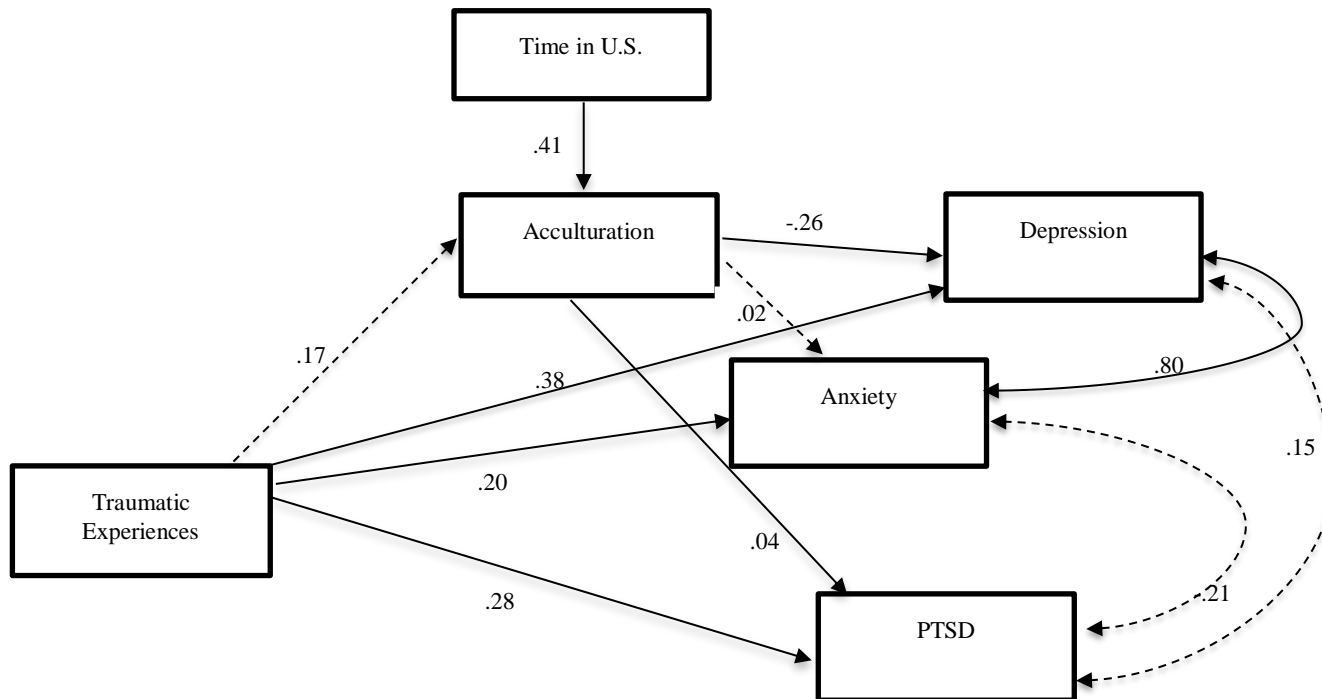 Time in U.S.
.41
Acculturation
-.26
Depression
.02
.17
.38
Anxiety
.80
.15
.20
Traumatic
Experiences
.04
.28
.21
PTSD